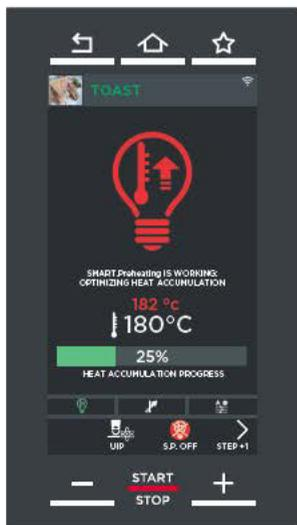 TOAST
SMART.Preheating IS WORKING:
OPTIMIZING HEAT ACCUMULATION
182 °c
180°C
25%
HEAT ACCUMULATION PROGRESS
UIP
S.P. OFF
STEP +1
START
STOP